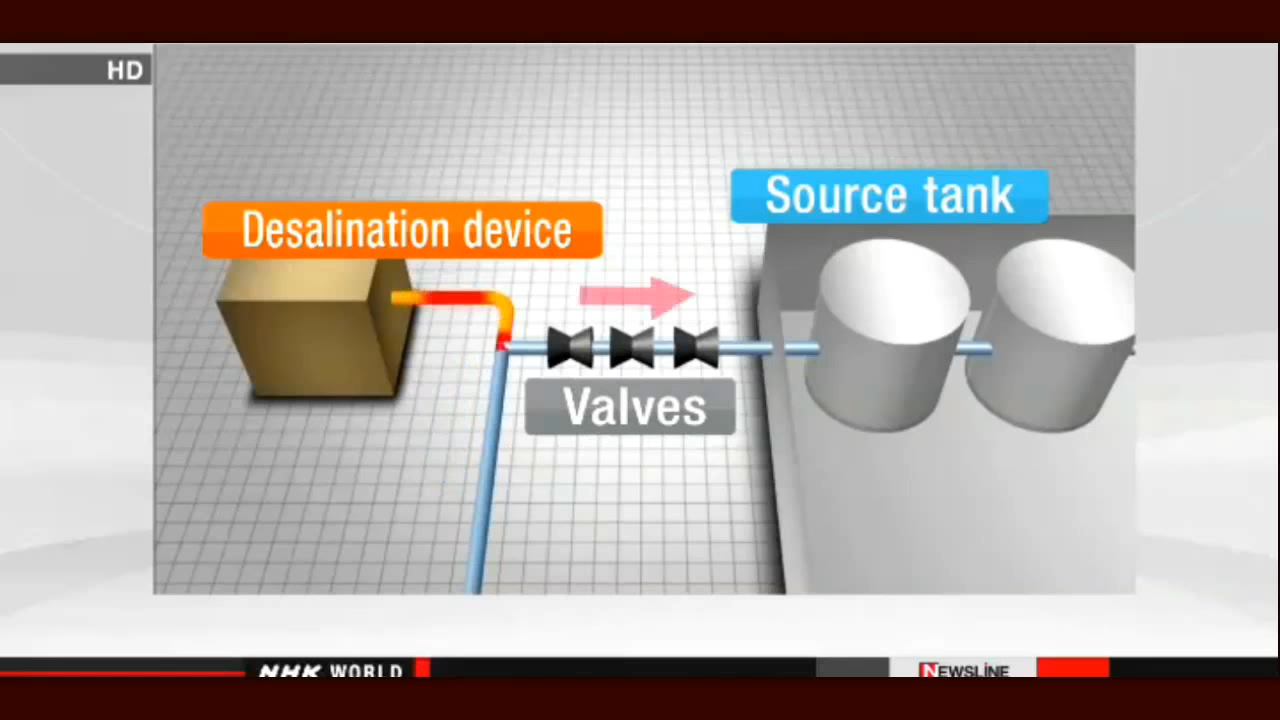 HD
Source tank
Desalination device
Valves
NHK WORLD
NEWSLINE